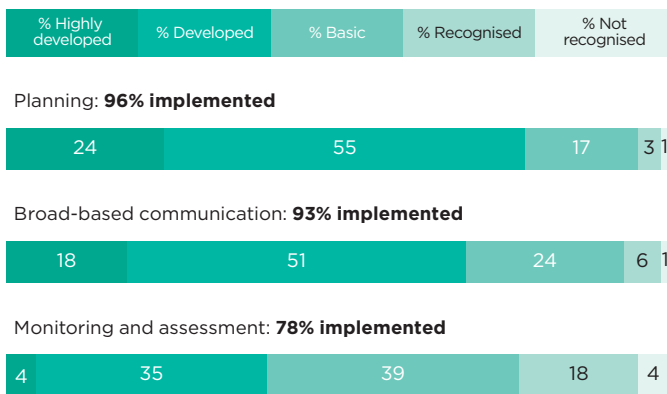 % Highly developed
% Developed
% Basic
% Recognised
% Not recognised
Planning: 96% implemented
24 55 17 3 1
Broad-based communication: 93% implemented
18 51 24 6 1
Monitoring and assessment: 78% implemented
4 35 39 18 4